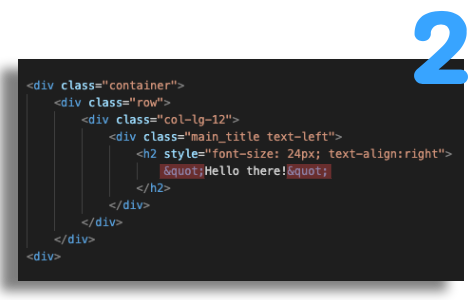 2
<div class="container">
<div class="row">
<div class="col-lg-12">
<div class="main_title text-left">
<h2 style="font-size: 24px; text-align:right">
&quot;Hello there!&quot;
</h2>
</div>
</div>
</div>
<div>